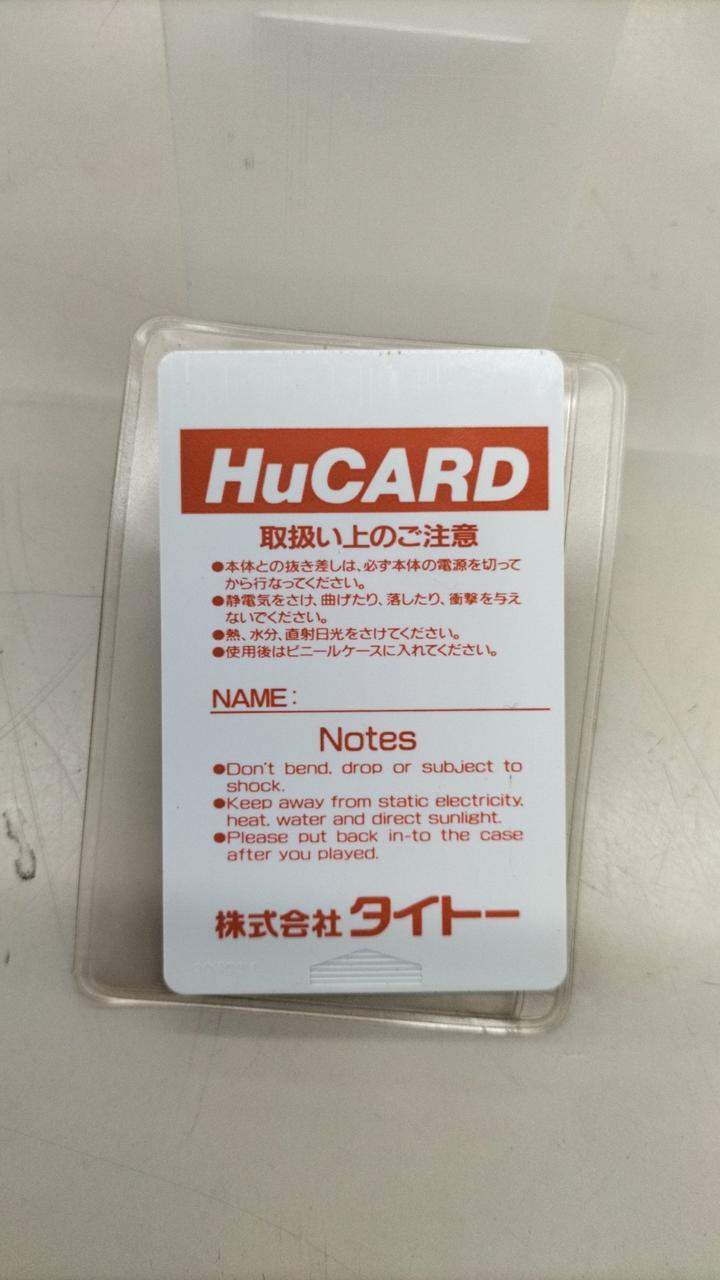 HuCARD
取扱い上のご注意
●本体との抜き差しは、必ず本体の電源を切って
から行なってください。
●静電気をさけ、曲げたり、落したり、衝撃を与え
ないでください。
●熱、水分、直射日光をさけてください。
●使用後はビニールケースに入れてください。
NAME:
Notes
●Don't bend, drop or subject to
shock.
●Keep away from static electricity,
heat, water and direct sunlight.
●Please put back in-to the case
after you played.
株式会社タイトー